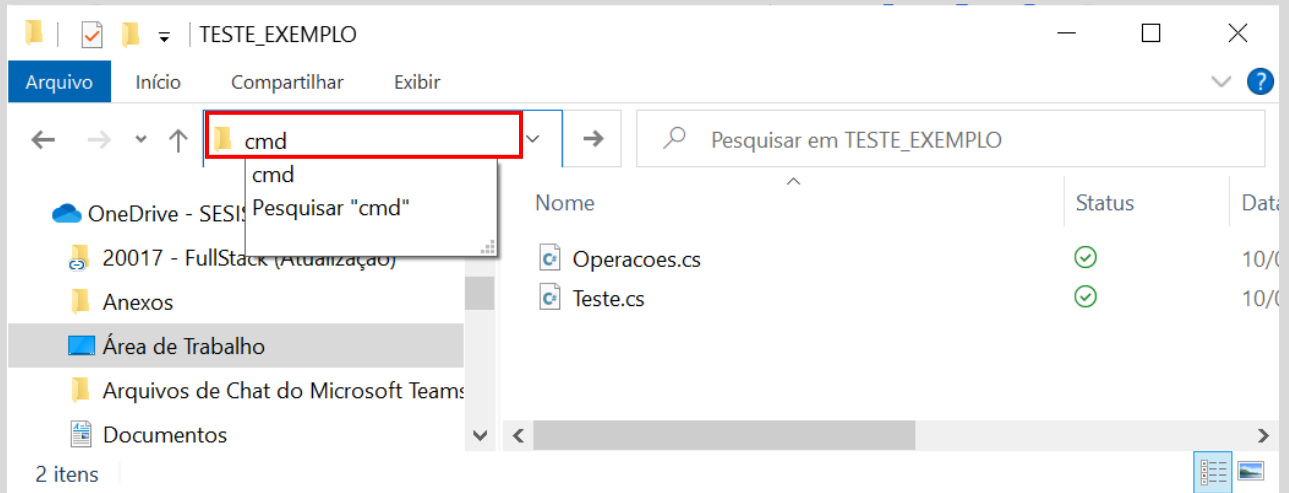 TESTE_EXEMPLO
Arquivo Início Compartilhar Exibir
cmd
Pesquisar em TESTE_EXEMPLO
cmd
Pesquisar "cmd"
OneDrive - SESIS
20017 - FullStack (Atualização)
Anexos
Área de Trabalho
Arquivos de Chat do Microsoft Teams
Documentos
Nome Status Data
Operacoes.cs 10/0
Teste.cs 10/0
2 itens